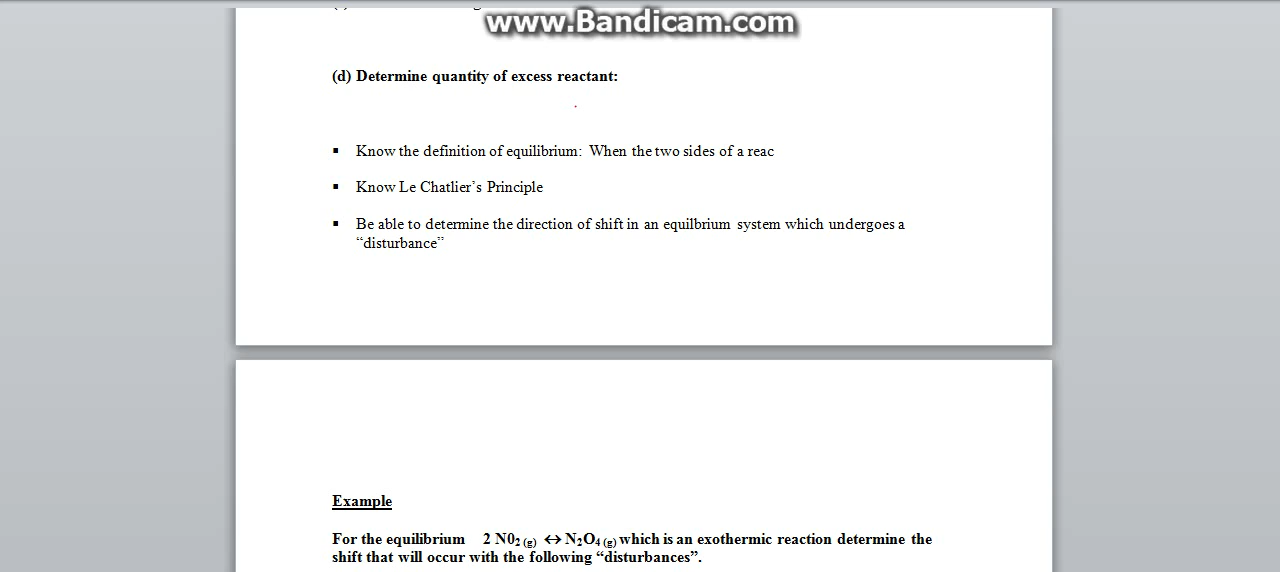 www.Bandicam.com
(d) Determine quantity of excess reactant:
▪ Know the definition of equilibrium: When the two sides of a reac
▪ Know Le Chatlier’s Principle
▪ Be able to determine the direction of shift in an equilbrium system which undergoes a
“disturbance”
Example
For the equilibrium 2 N0₂ (g) ↔ N₂O₄ (g) which is an exothermic reaction determine the
shift that will occur with the following “disturbances”.